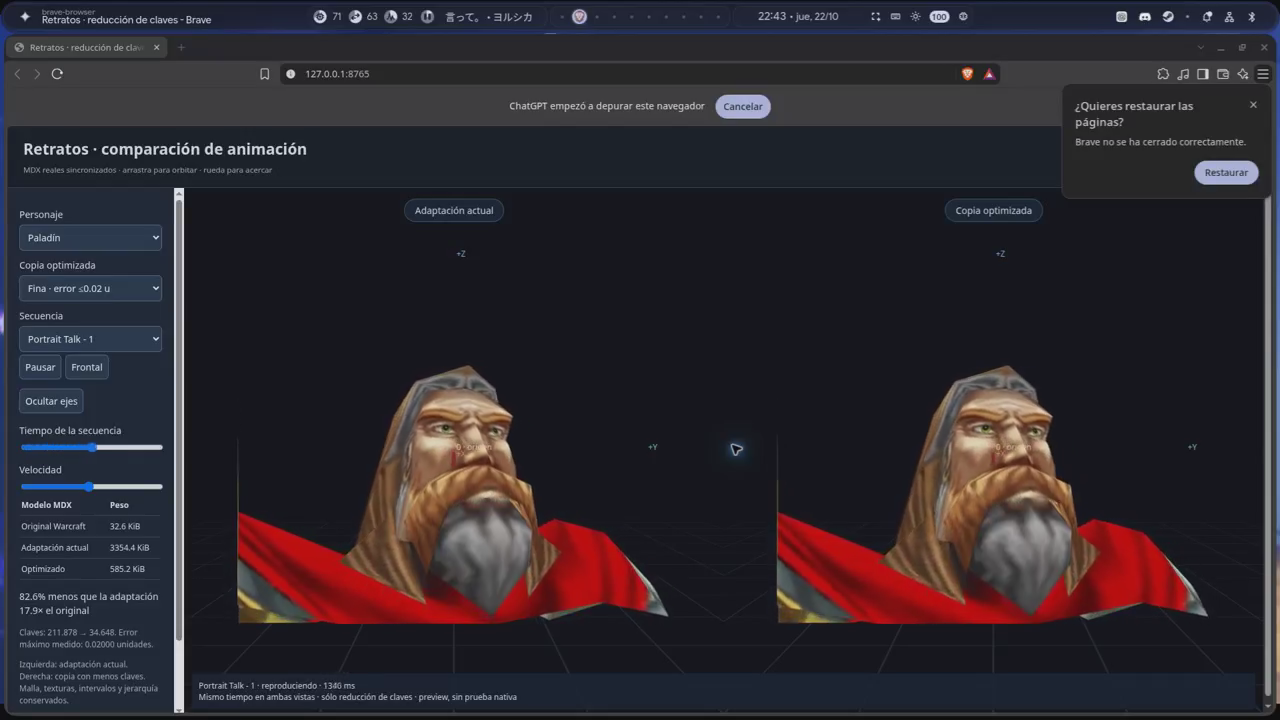 brave-browser
Retratos · reducción de claves - Brave
71
63
32
言って。 • ヨルシカ
22:43 • jue, 22/10
100
Retratos · reducción de clav
127.0.0.1:8765
ChatGPT empezó a depurar este navegador
Cancelar
¿Quieres restaurar las
páginas?
Brave no se ha cerrado correctamente.
Restaurar
Retratos · comparación de animación
MDX reales sincronizados · arrastra para orbitar · rueda para acercar
Personaje
Paladín
Copia optimizada
Fina · error ≤0.02 u
Secuencia
Portrait Talk - 1
Pausar
Frontal
Ocultar ejes
Tiempo de la secuencia
Velocidad
Modelo MDX Peso
Original Warcraft 32.6 KiB
Adaptación actual 3354.4 KiB
Optimizado 585.2 KiB
82.6% menos que la adaptación
17.9× el original
Claves: 211.878 → 34.648. Error
máximo medido: 0.02000 unidades.
Izquierda: adaptación actual.
Derecha: copia con menos claves.
Malla, texturas, intervalos y jerarquía
conservados.
Adaptación actual
+Z
+Y
0 · origen
Copia optimizada
+Z
+Y
0 · origen
Portrait Talk - 1 · reproduciendo · 1340 ms
Mismo tiempo en ambas vistas · sólo reducción de claves · preview, sin prueba nativa